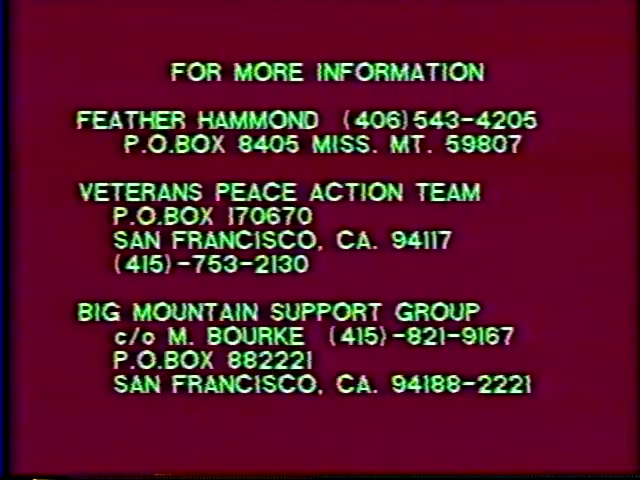 FOR MORE INFORMATION
FEATHER HAMMOND (406)543-4205
P.O.BOX 8405 MISS. MT. 59807
VETERANS PEACE ACTION TEAM
P.O.BOX 170670
SAN FRANCISCO, CA. 94117
(415)-753-2130
BIG MOUNTAIN SUPPORT GROUP
c/o M. BOURKE (415)-821-9167
P.O.BOX 882221
SAN FRANCISCO, CA. 94188-2221